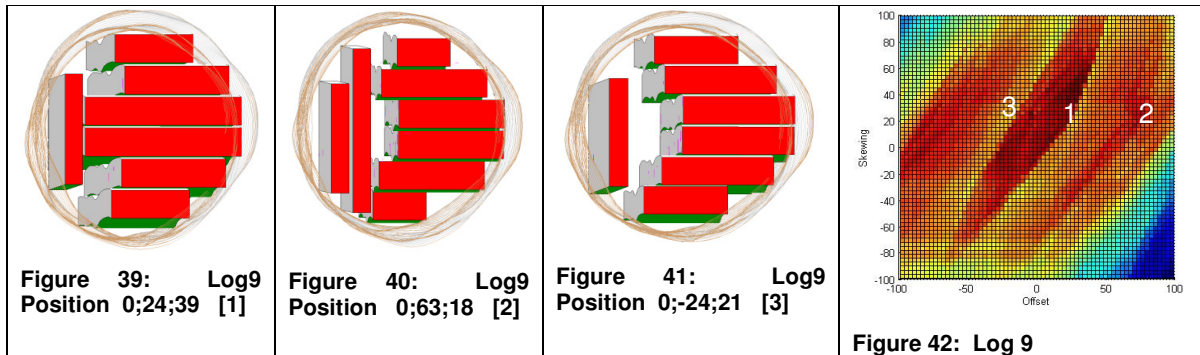 Figure 39: Log9
Position 0;24;39 [1]
Figure 40: Log9
Position 0;63;18 [2]
Figure 41: Log9
Position 0;-24;21 [3]
100
80
60
40
20
0
-20
-40
-60
-80
-100
Skewing
3
1
2
-100
-50
0
50
100
Offset
Figure 42: Log 9